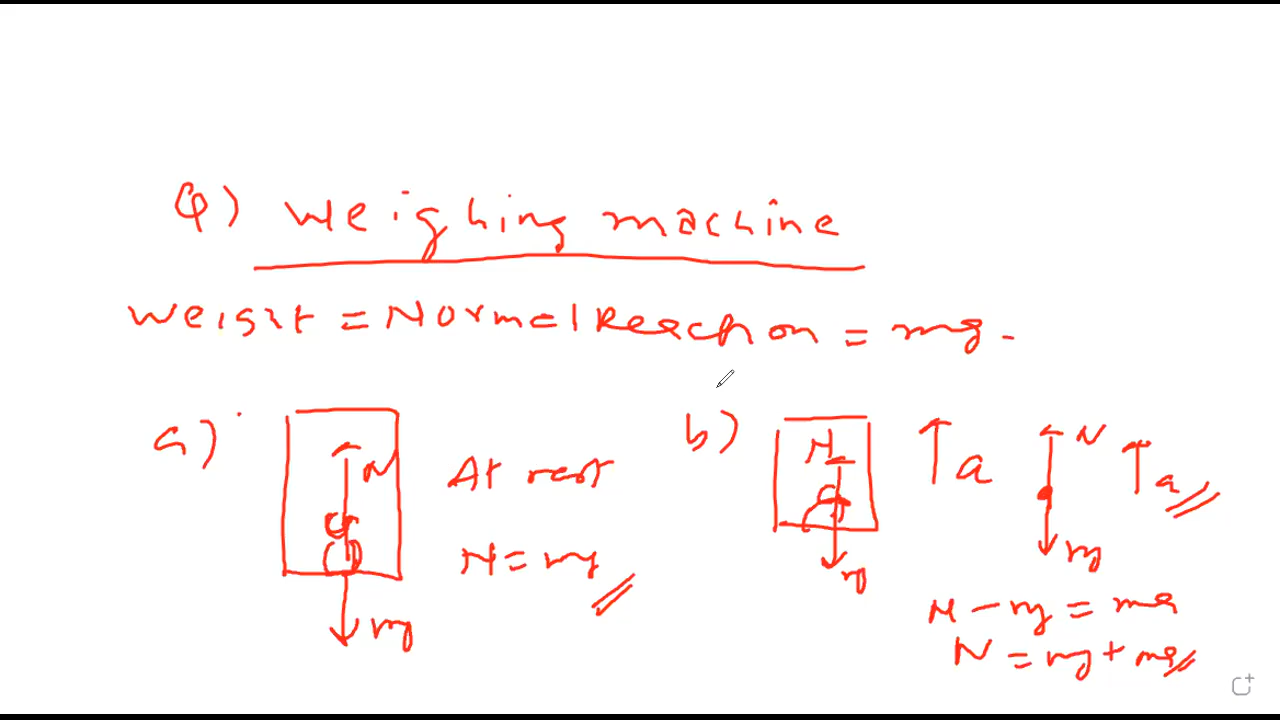 Q) Weighing machine
Weight = Normal Reaction = mg.
a)
N
At rest
N = mg
mg
b)
N
mg
a
N
a
mg
N - mg = ma
N = mg + ma